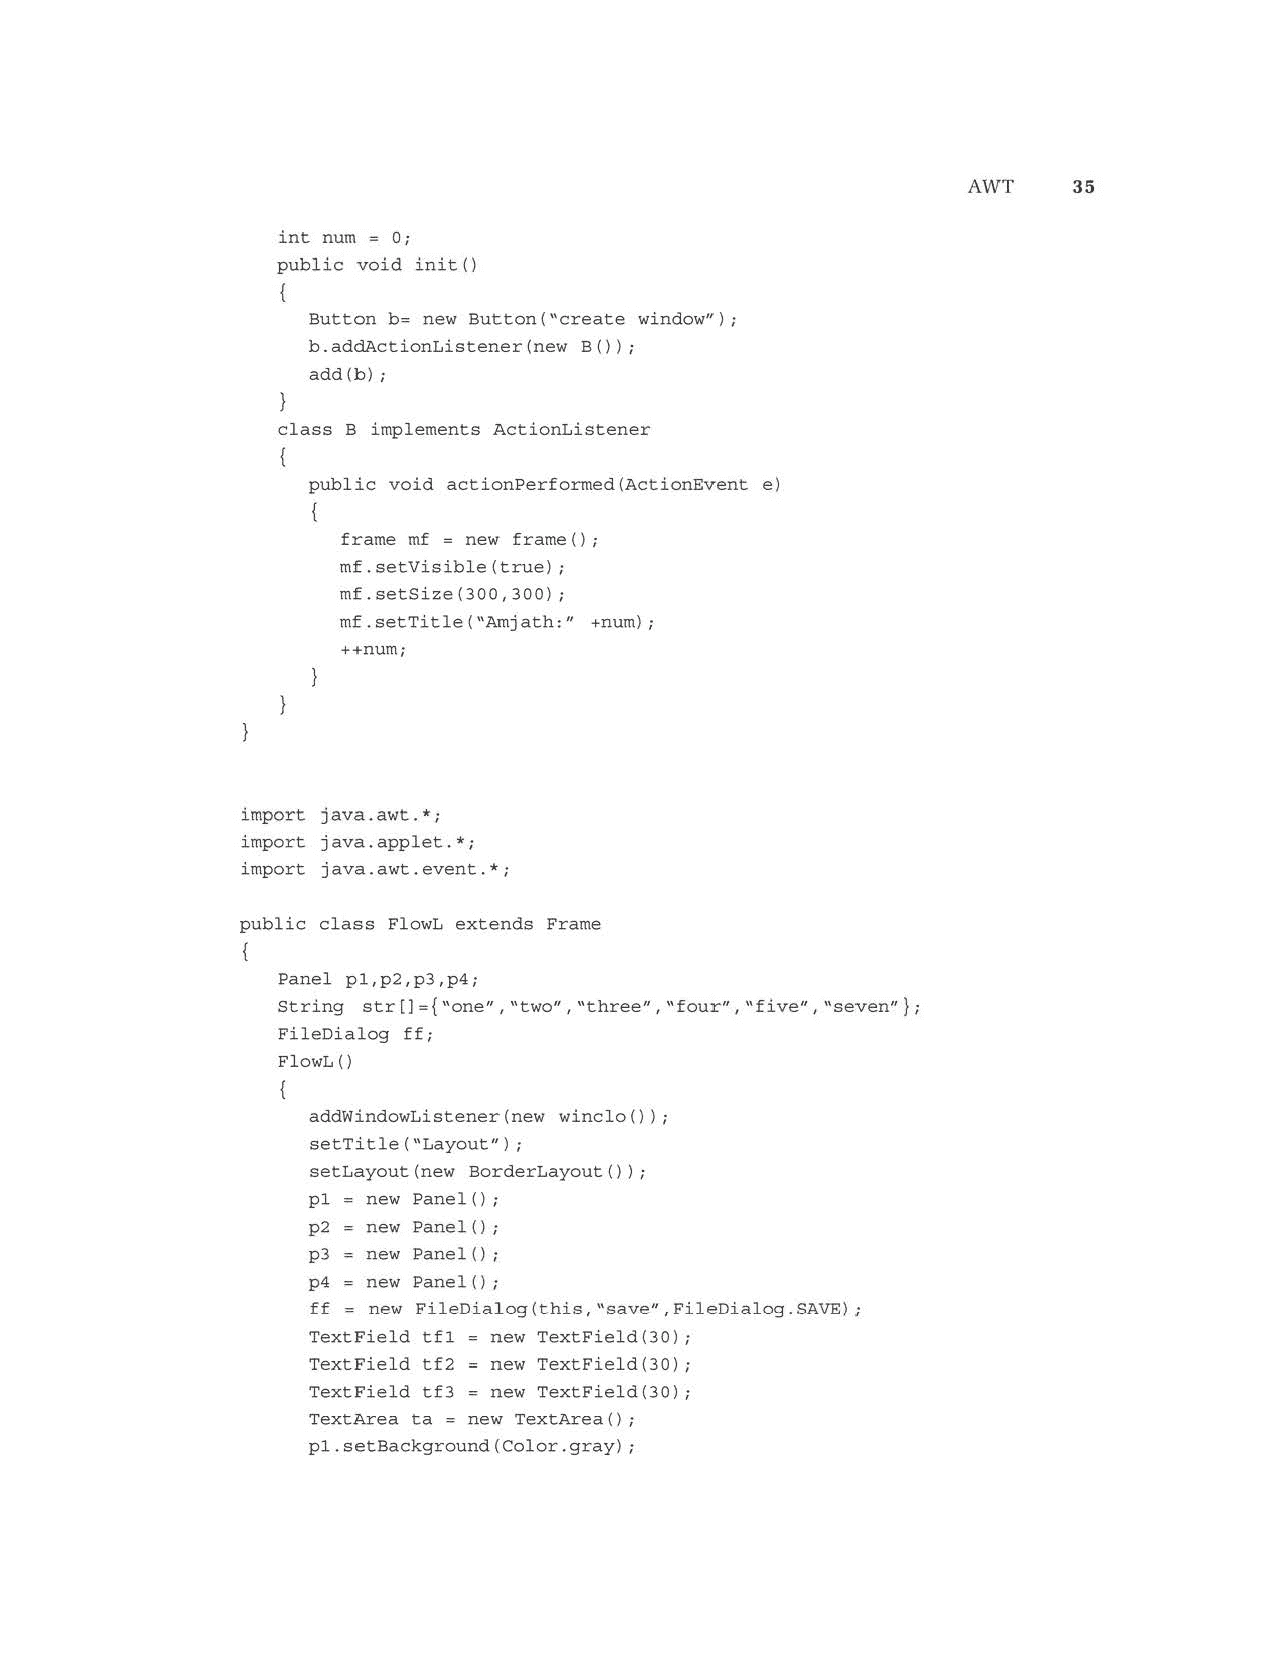 AWT 35
int num = 0;
public void init()
{
Button b= new Button(“create window”);
b.addActionListener(new B());
add(b);
}
class B implements ActionListener
{
public void actionPerformed(ActionEvent e)
{
frame mf = new frame();
mf.setVisible(true);
mf.setSize(300,300);
mf.setTitle(“Amjath:” +num);
++num;
}
}
}
import java.awt.*;
import java.applet.*;
import java.awt.event.*;
public class FlowL extends Frame
{
Panel p1,p2,p3,p4;
String str[]={“one”,“two”,“three”,“four”,“five”,“seven”};
FileDialog ff;
FlowL()
{
addWindowListener(new winclo());
setTitle(“Layout”);
setLayout(new BorderLayout());
p1 = new Panel();
p2 = new Panel();
p3 = new Panel();
p4 = new Panel();
ff = new FileDialog(this,“save”,FileDialog.SAVE);
TextField tf1 = new TextField(30);
TextField tf2 = new TextField(30);
TextField tf3 = new TextField(30);
TextArea ta = new TextArea();
p1.setBackground(Color.gray);